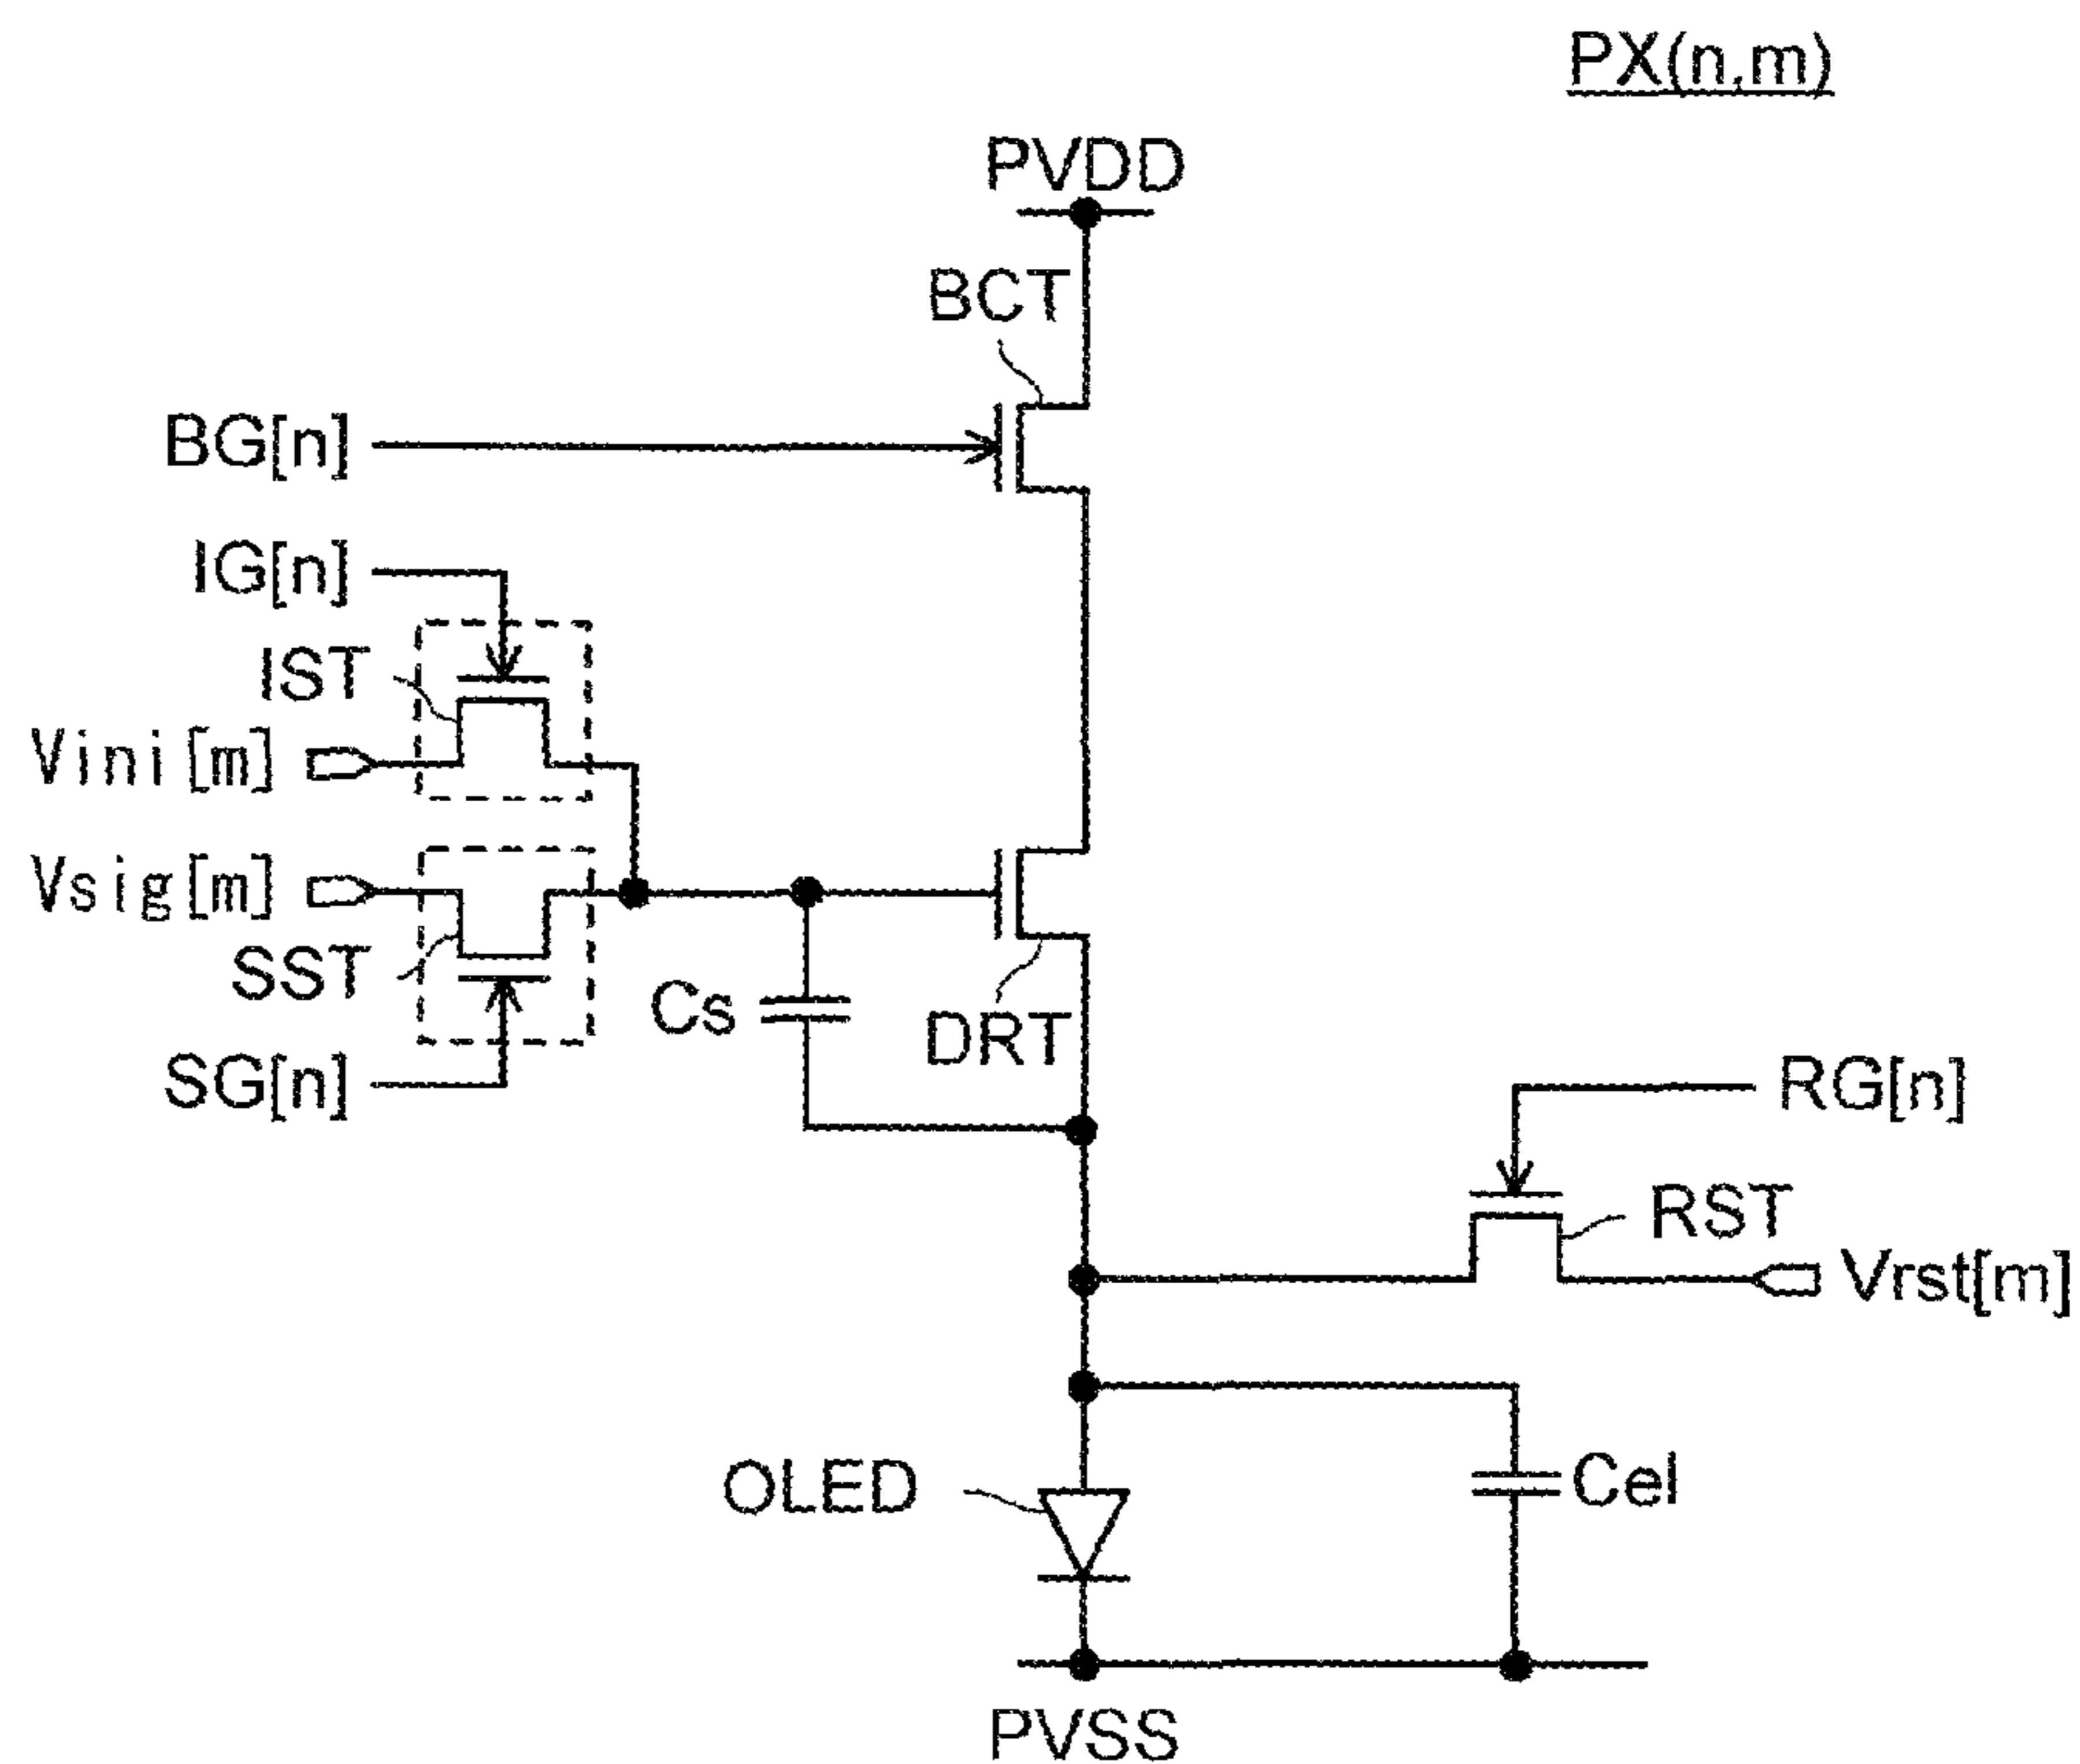 PX(n,m)
PVDD
BCT
BG[n]
IG[n]
IST
Vini[m]
Vsig[m]
SST
Cs
DRT
SG[n]
RG[n]
RST
Vrst[m]
OLED
Cel
PVSS